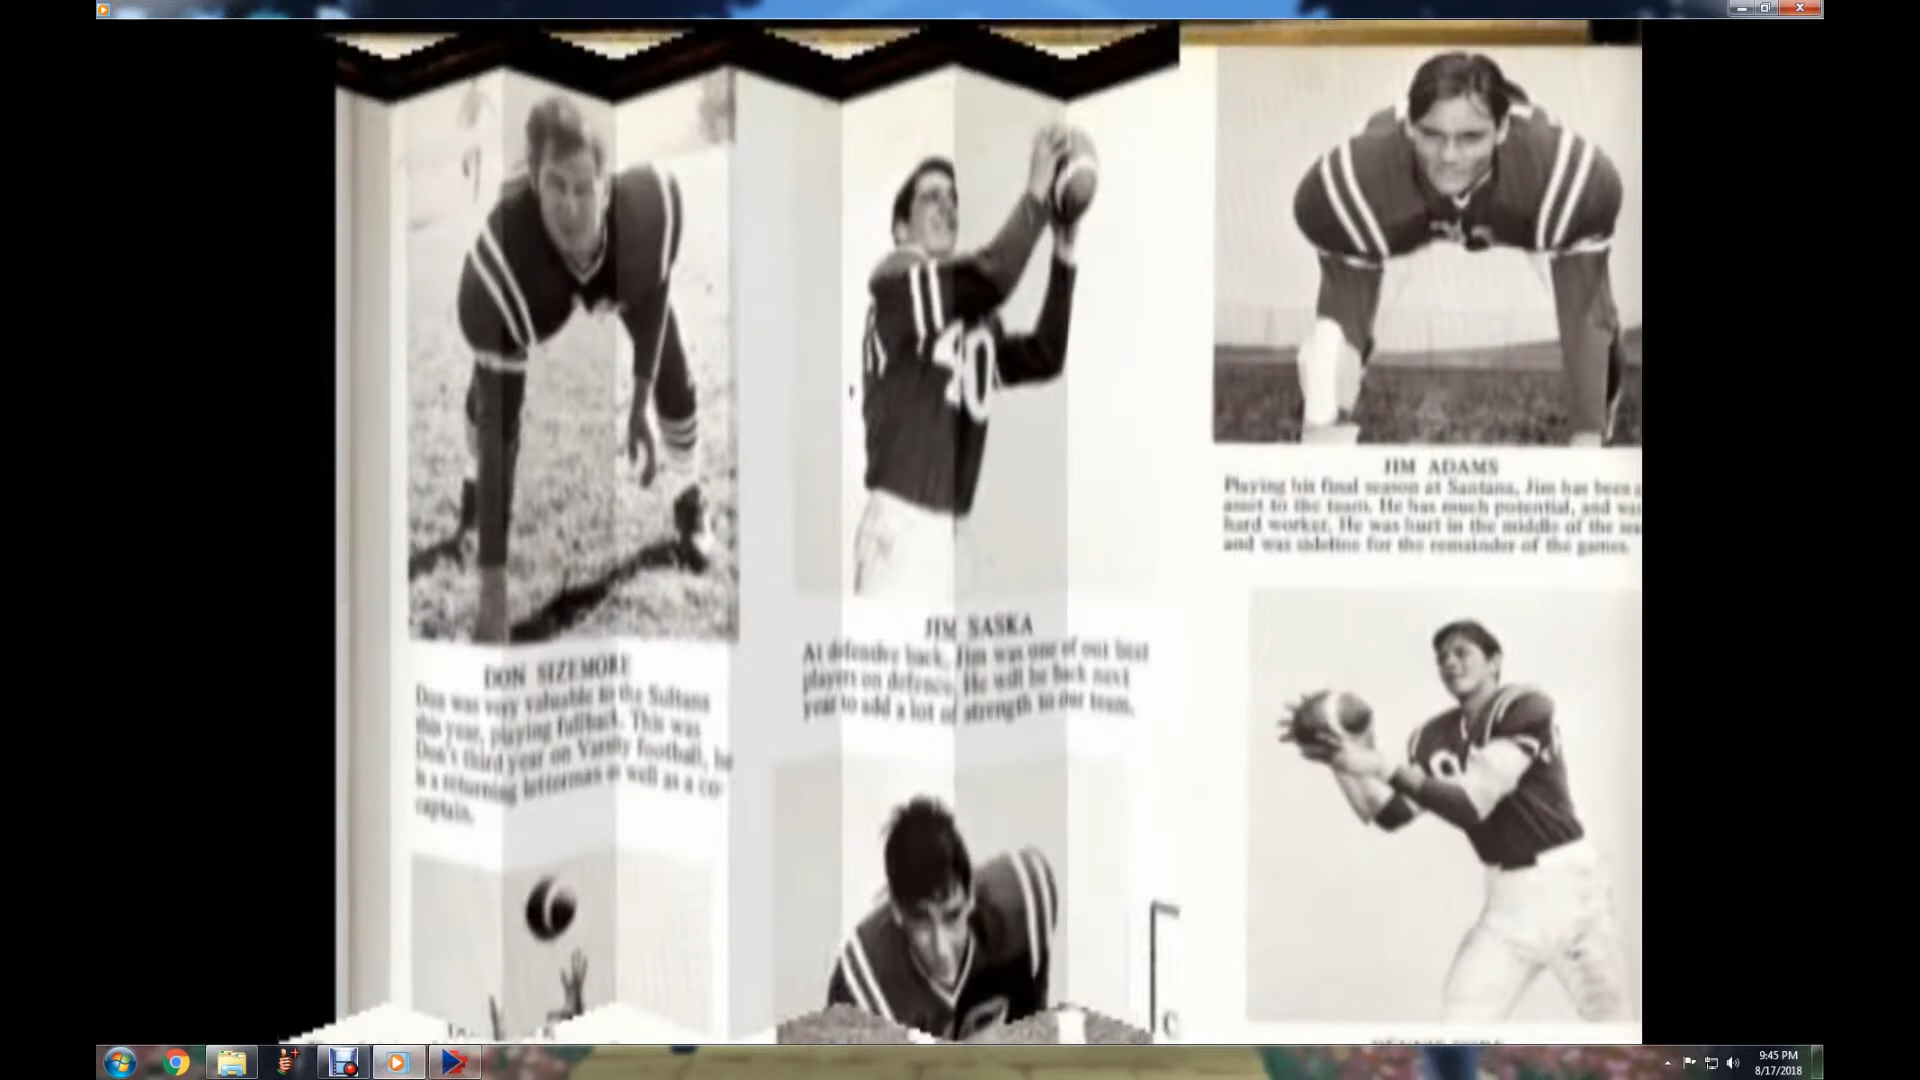 40
DON SIZEMORE
Don was very valuable to the Sultans
this year, playing fullback. This was
Don's third year on Varsity football, he
is a returning letterman as well as a co-
captain.
JIM SASKA
At defensive back, Jim was one of our best
players on defence. He will be back next
year to add a lot of strength to our team.
JIM ADAMS
Playing his final season at Santana, Jim has been
asset to the team. He has much potential, and
hard worker. He was hurt in the middle of the
and was sideline for the remainder of the games.
9:45 PM
8/17/2018